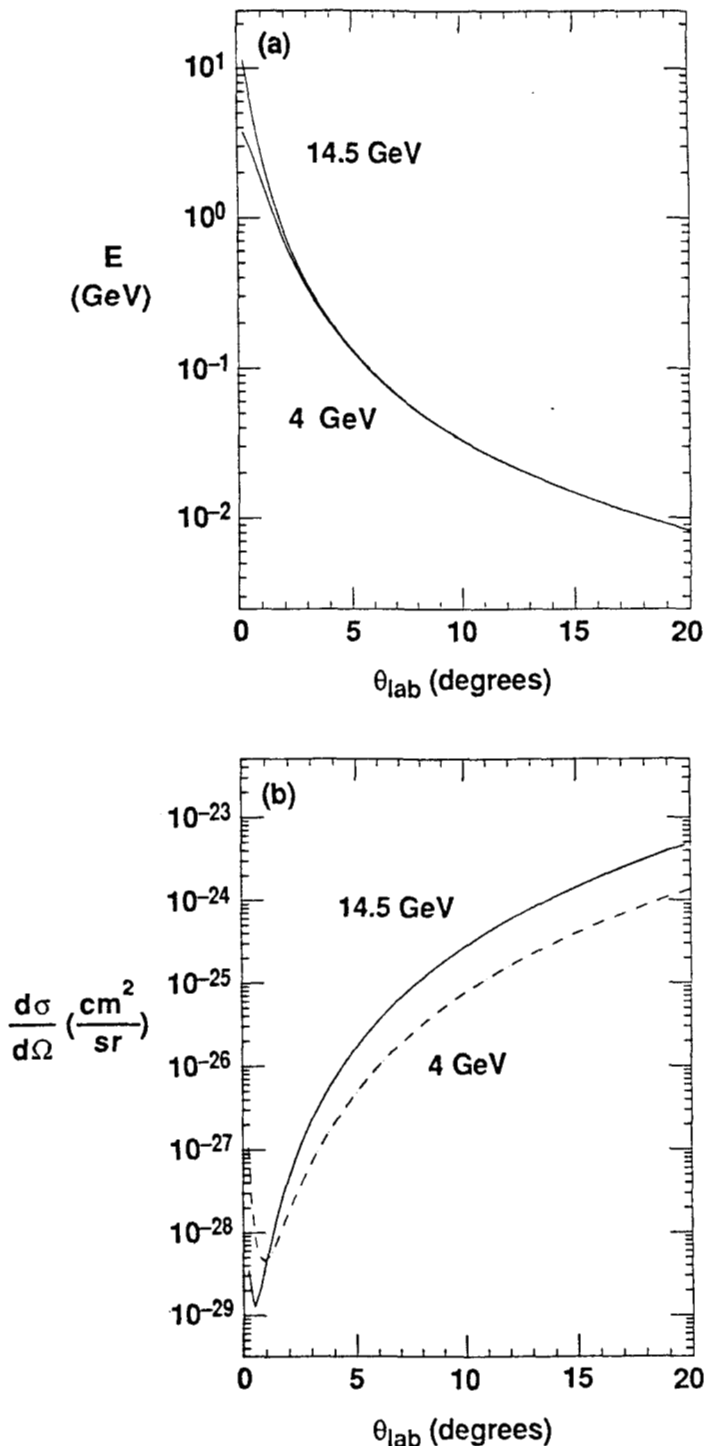 (a)
10¹
14.5 GeV
10⁰
E
(GeV)
10⁻¹
4 GeV
10⁻²
0 5 10 15 20
θlab (degrees)
(b)
10⁻²³
10⁻²⁴
14.5 GeV
10⁻²⁵
dσ/dΩ (cm²/sr)
10⁻²⁶
4 GeV
10⁻²⁷
10⁻²⁸
10⁻²⁹
0 5 10 15 20
θlab (degrees)